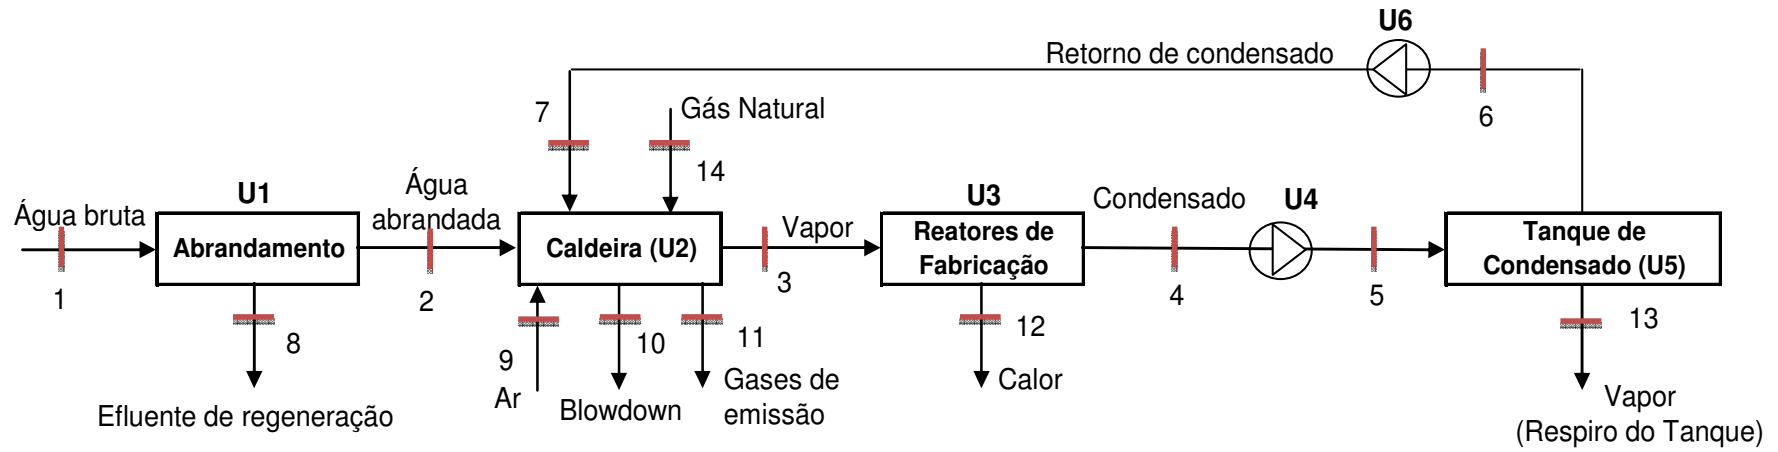 U6
Retorno de condensado
6
7
Gás Natural
14
Água bruta
1
U1
Abrandamento
8
Efluente de regeneração
Água
abrandada
2
Caldeira (U2)
9
Ar
10
Blowdown
11
Gases de
emissão
Vapor
3
U3
Reatores de
Fabricação
12
Calor
Condensado
4
U4
5
Tanque de
Condensado (U5)
13
Vapor
(Respiro do Tanque)